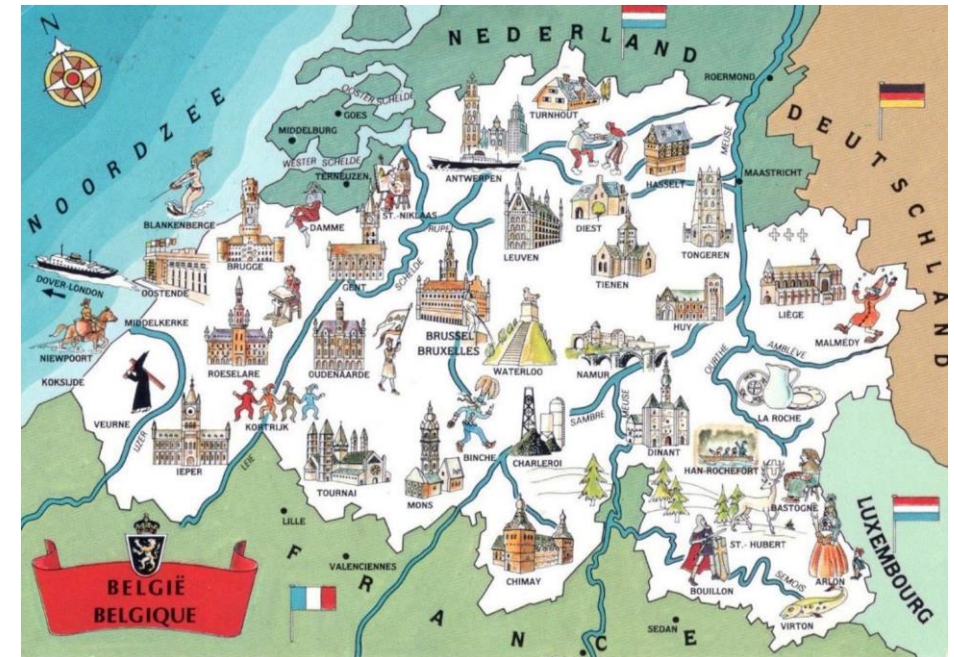 N
NEDERLAND
ROERMOND
NOORDZEE
DEUTSCHLAND
OOSTER SCHELDE
GOES
MIDDELBURG
WESTER SCHELDE
TERNEUZEN
TURNHOUT
MEUSE
MAASTRICHT
ANTWERPEN
HASSELT
BLANKENBERGE
DAMME
ST.-NIKLAAS
RUPEL
DIEST
LEUVEN
TONGEREN
BRUGGE
GENT
SCHELDE
TIENEN
DOVER-LONDON
OOSTENDE
LIÈGE
MIDDELKERKE
HUY
MALMÉDY
NIEWPOORT
BRUSSEL
BRUXELLES
AMBLÈVE
OURTHE
KOKSIJDE
ROESELARE
OUDENAARDE
WATERLOO
NAMUR
VEURNE
KORTRIJK
SAMBRE
MEUSE
LA ROCHE
IJZER
IEPER
LEIE
BINCHE
CHARLEROI
DINANT
HAN-ROCHEFORT
TOURNAI
MONS
BASTOGNE
LUXEMBOURG
LILLE
ST.-HUBERT
FRANCE
VALENCIENNES
CHIMAY
BOUILLON
SEMOIS
ARLON
VIRTON
SEDAN
BELGIË
BELGIQUE